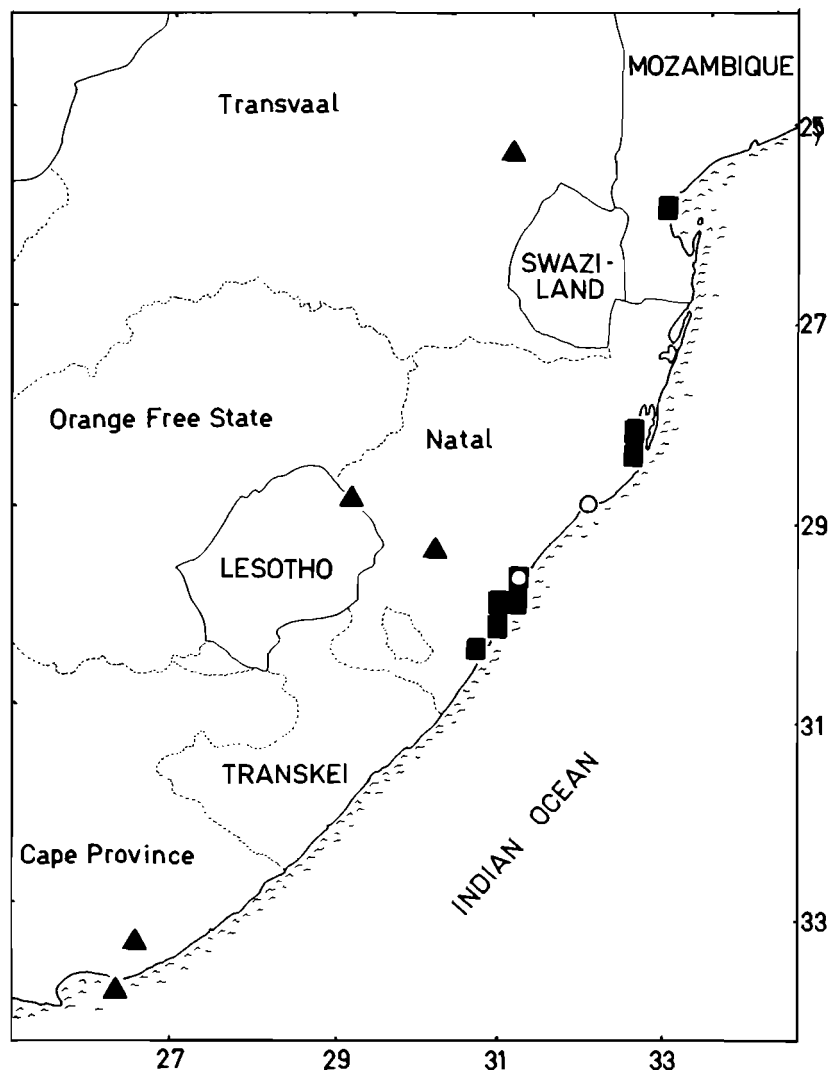 MOZAMBIQUE
Transvaal
25
SWAZI-
LAND
27
Orange Free State
Natal
29
LESOTHO
31
TRANSKEI
INDIAN OCEAN
Cape Province
33
27 29 31 33